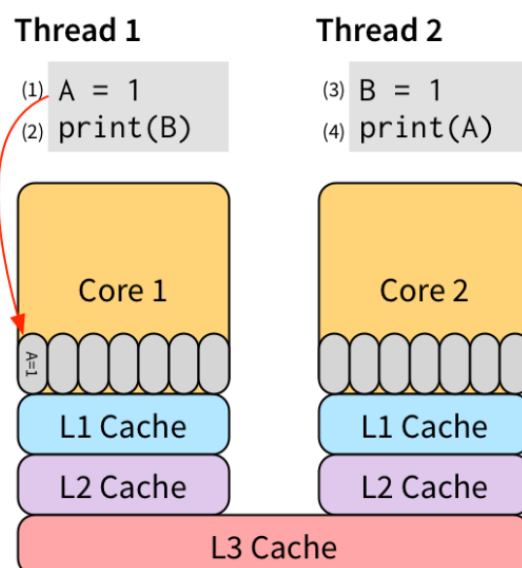 Thread 1
(1) A = 1
(2) print(B)
Thread 2
(3) B = 1
(4) print(A)
Core 1
Core 2
A=1
L1 Cache
L1 Cache
L2 Cache
L2 Cache
L3 Cache